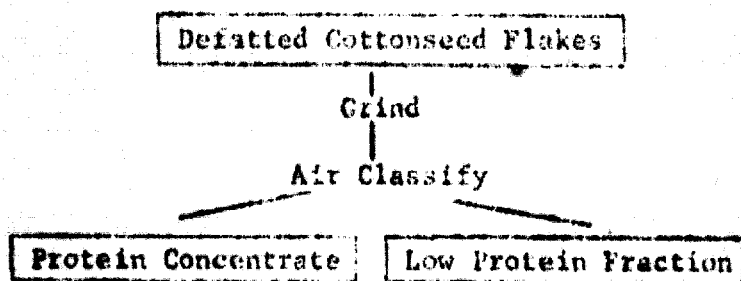 Defatted Cottonseed Flakes
Grind
Air Classify
Protein Concentrate
Low Protein Fraction